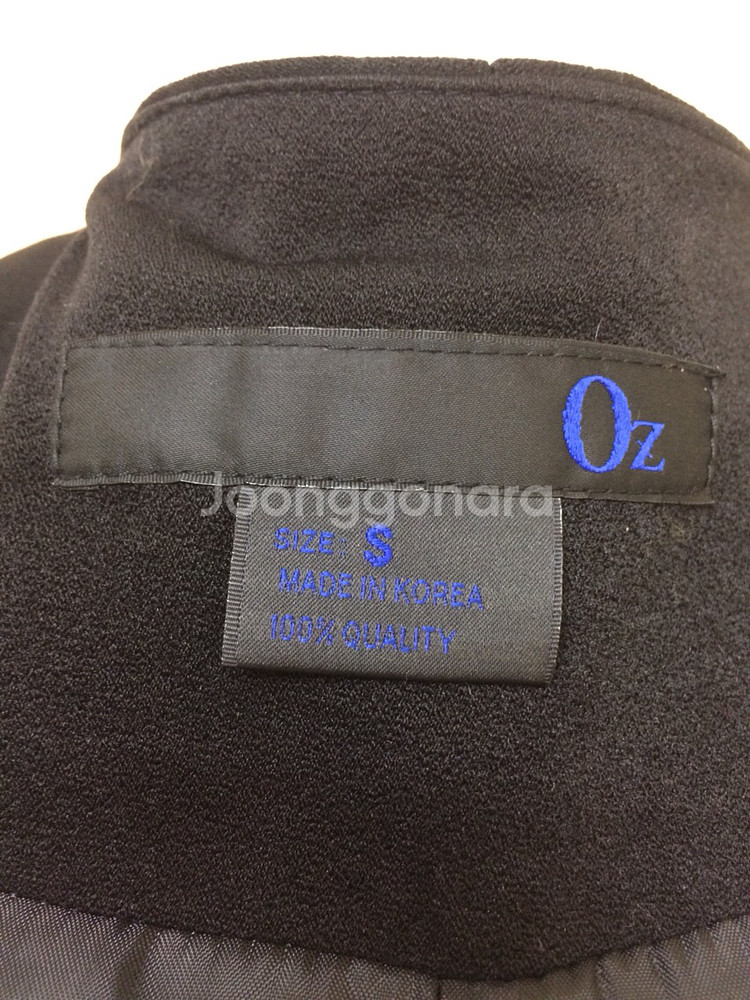 Oz
Joonggonara
SIZE: S
MADE IN KOREA
100% QUALITY